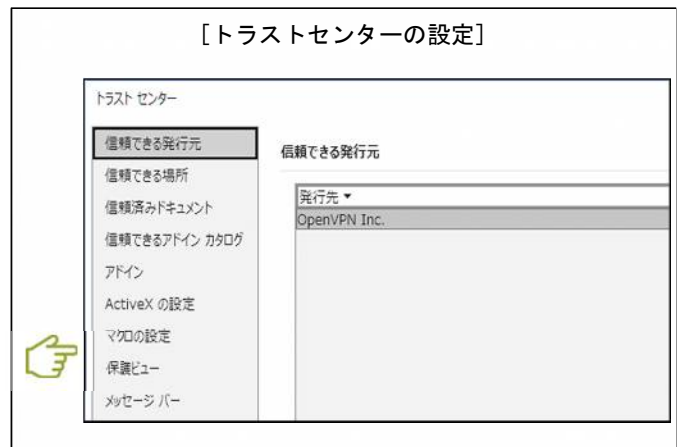 [トラストセンターの設定]
トラスト センター
信頼できる発行元
信頼できる場所
信頼済みドキュメント
信頼できるアドイン カタログ
アドイン
ActiveX の設定
マクロの設定
保護ビュー
メッセージ バー
信頼できる発行元
発行先 ▼
OpenVPN Inc.